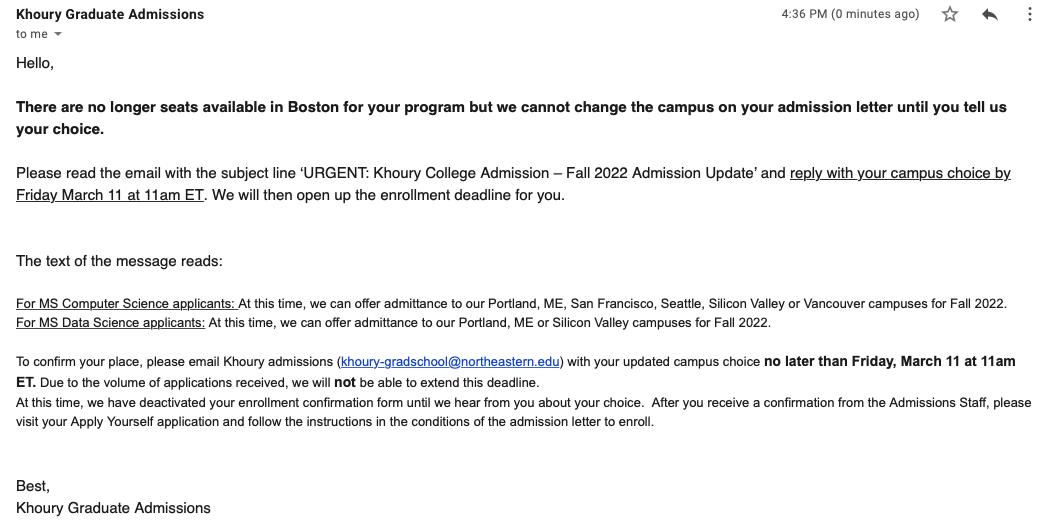 Khoury Graduate Admissions
4:36 PM (0 minutes ago)
to me
Hello,
There are no longer seats available in Boston for your program but we cannot change the campus on your admission letter until you tell us
your choice.
Please read the email with the subject line ‘URGENT: Khoury College Admission – Fall 2022 Admission Update’ and reply with your campus choice by
Friday March 11 at 11am ET. We will then open up the enrollment deadline for you.
The text of the message reads:
For MS Computer Science applicants: At this time, we can offer admittance to our Portland, ME, San Francisco, Seattle, Silicon Valley or Vancouver campuses for Fall 2022.
For MS Data Science applicants: At this time, we can offer admittance to our Portland, ME or Silicon Valley campuses for Fall 2022.
To confirm your place, please email Khoury admissions (khoury-gradschool@northeastern.edu) with your updated campus choice no later than Friday, March 11 at 11am
ET. Due to the volume of applications received, we will not be able to extend this deadline.
At this time, we have deactivated your enrollment confirmation form until we hear from you about your choice.  After you receive a confirmation from the Admissions Staff, please
visit your Apply Yourself application and follow the instructions in the conditions of the admission letter to enroll.
Best,
Khoury Graduate Admissions